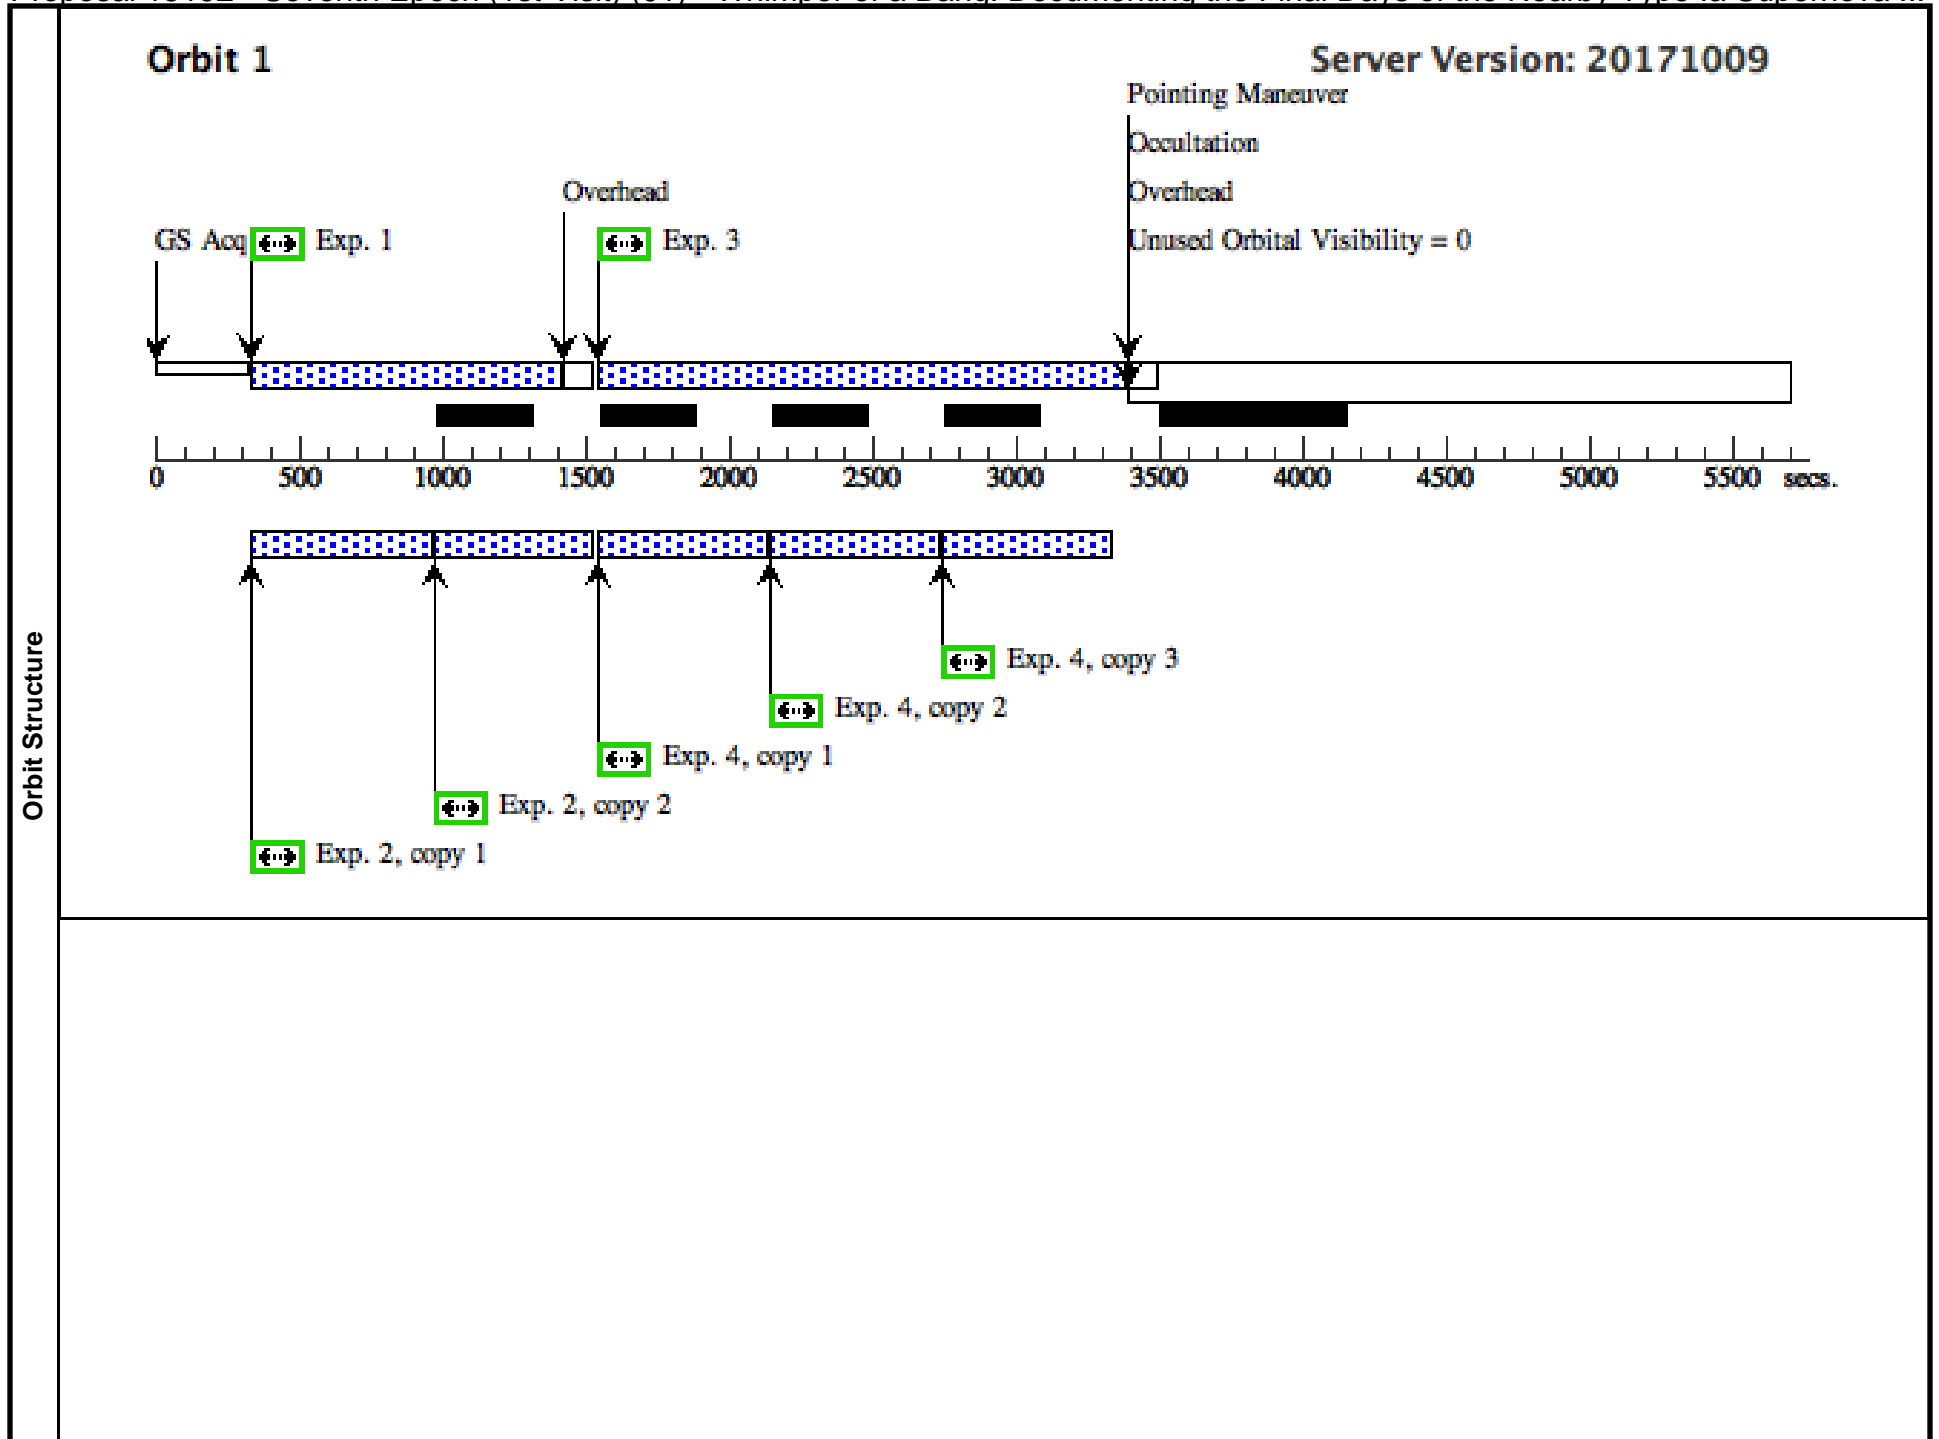 Orbit 1
Server Version: 20171009
Pointing Maneuver
Occultation
Overhead
Overhead
GS Acq
Exp. 1
Exp. 3
Unused Orbital Visibility = 0
0 500 1000 1500 2000 2500 3000 3500 4000 4500 5000 5500 secs.
Exp. 4, copy 3
Exp. 4, copy 2
Exp. 4, copy 1
Exp. 2, copy 2
Exp. 2, copy 1
Orbit Structure